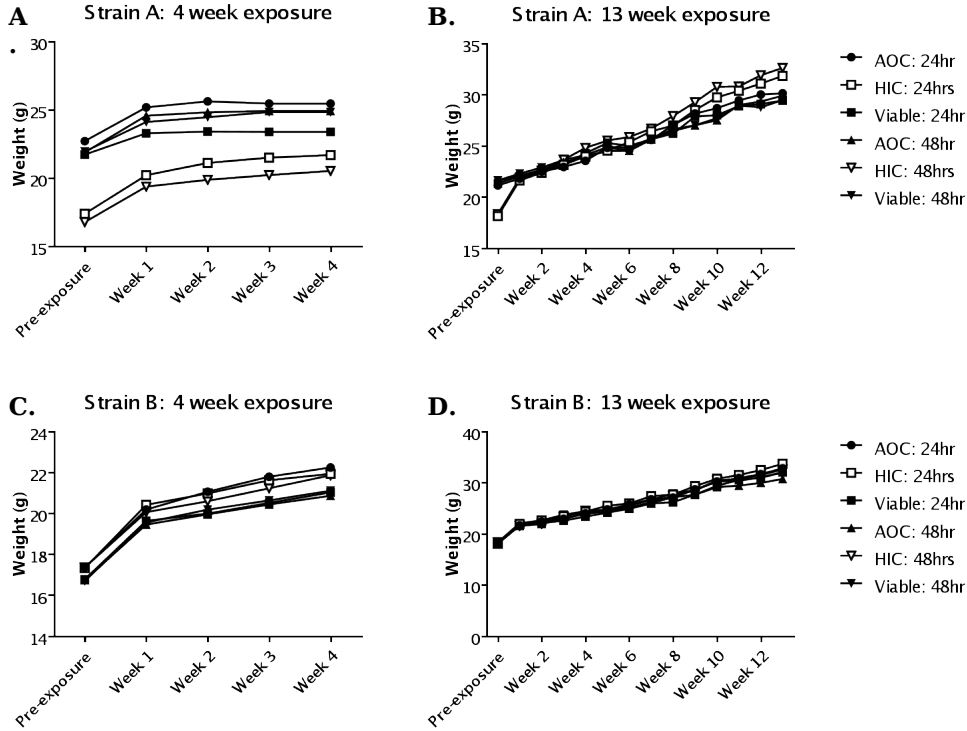 A
.
Strain A: 4 week exposure
30
25
20
15
Weight (g)
Pre-exposure
Week 1
Week 2
Week 3
Week 4
B.
Strain A: 13 week exposure
35
30
25
20
15
Weight (g)
Pre-exposure
Week 2
Week 4
Week 6
Week 8
Week 10
Week 12
AOC: 24hr
HIC: 24hrs
Viable: 24hr
AOC: 48hr
HIC: 48hrs
Viable: 48hr
C.
Strain B: 4 week exposure
24
22
20
18
16
14
Weight (g)
Pre-exposure
Week 1
Week 2
Week 3
Week 4
D.
Strain B: 13 week exposure
40
30
20
10
0
Weight (g)
Pre-exposure
Week 2
Week 4
Week 6
Week 8
Week 10
Week 12
AOC: 24hr
HIC: 24hrs
Viable: 24hr
AOC: 48hr
HIC: 48hrs
Viable: 48hr